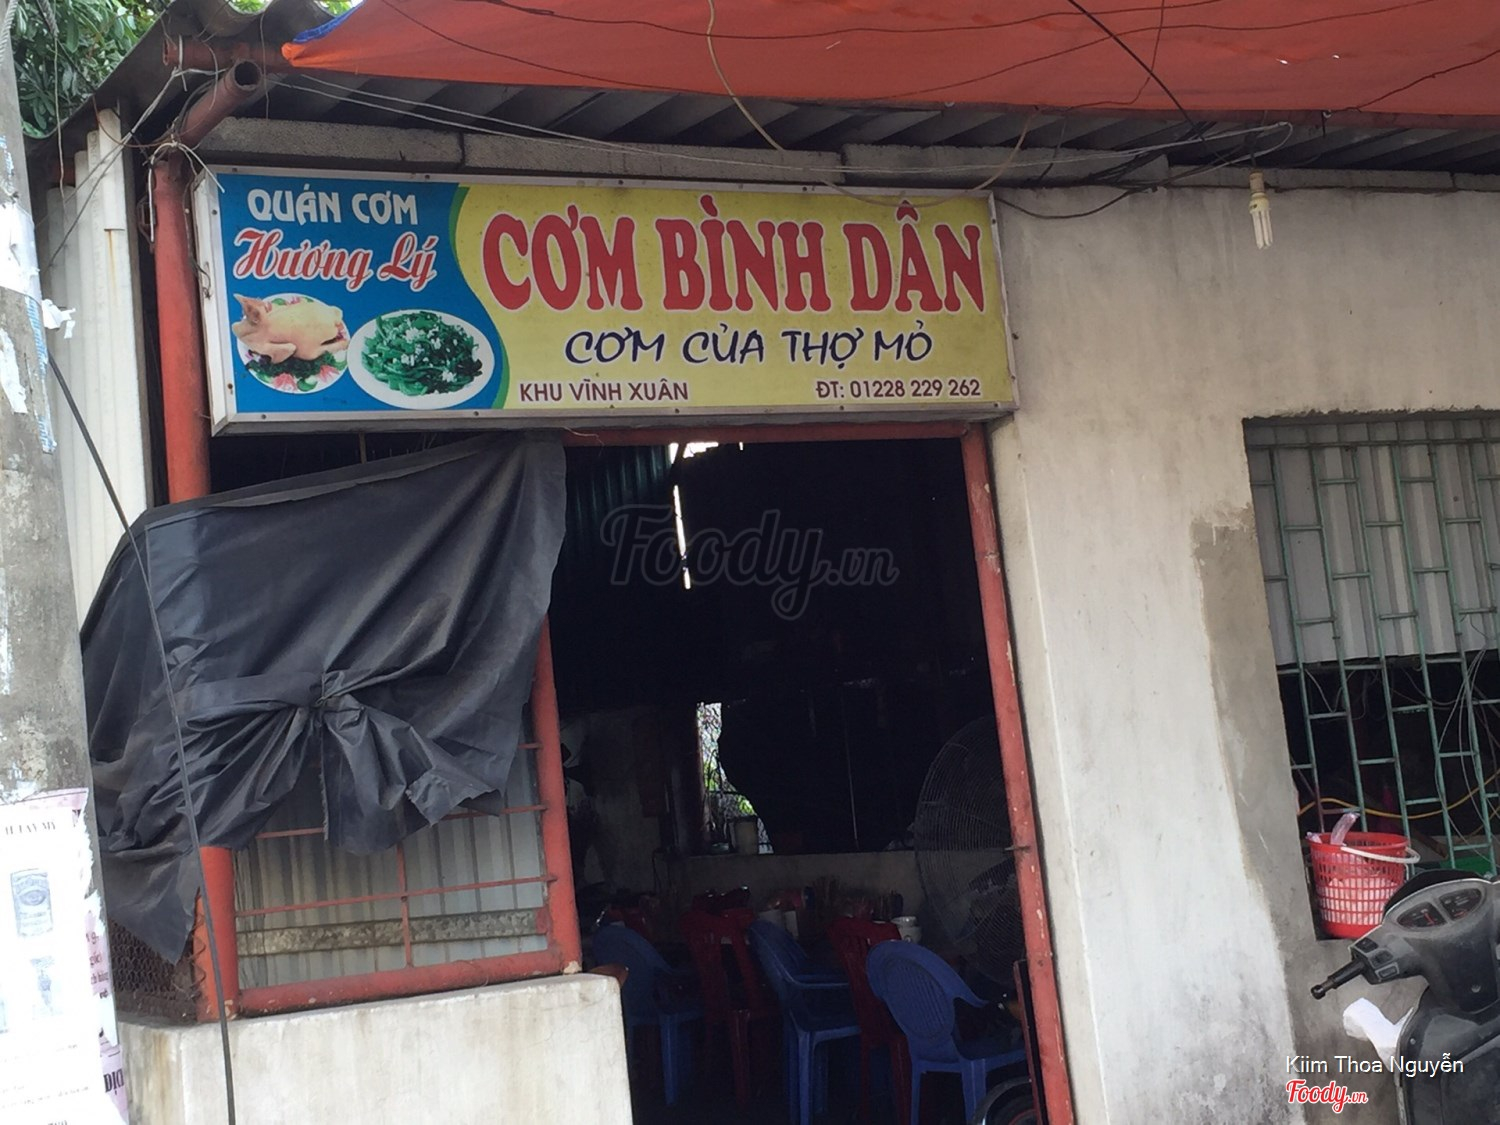 QUÁN CƠM
Hương Lý
CƠM BÌNH DÂN
CƠM CỦA THỢ MỎ
KHU VĨNH XUÂN
ĐT: 01228 229 262
Foody.vn
Kiim Thoa Nguyễn
Foody.vn